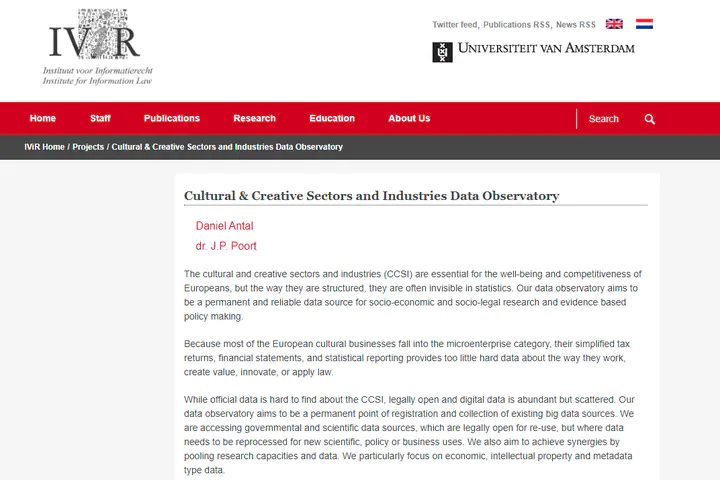 IViR
Instituut voor Informatierecht
Institute for Information Law
Twitter feed, Publications RSS, News RSS
UNIVERSITEIT VAN AMSTERDAM
Home Staff Publications Research Education About Us Search
IViR Home / Projects / Cultural & Creative Sectors and Industries Data Observatory
Cultural & Creative Sectors and Industries Data Observatory
Daniel Antal
dr. J.P. Poort
The cultural and creative sectors and industries (CCSI) are essential for the well-being and competitiveness of
Europeans, but the way they are structured, they are often invisible in statistics. Our data observatory aims to
be a permanent and reliable data source for socio-economic and socio-legal research and evidence based
policy making.
Because most of the European cultural businesses fall into the microenterprise category, their simplified tax
returns, financial statements, and statistical reporting provides too little hard data about the way they work,
create value, innovate, or apply law.
While official data is hard to find about the CCSI, legally open and digital data is abundant but scattered. Our
data observatory aims to be a permanent point of registration and collection of existing big data sources. We
are accessing governmental and scientific data sources, which are legally open for re-use, but where data
needs to be reprocessed for new scientific, policy or business uses. We also aim to achieve synergies by
pooling research capacities and data. We particularly focus on economic, intellectual property and metadata
type data.